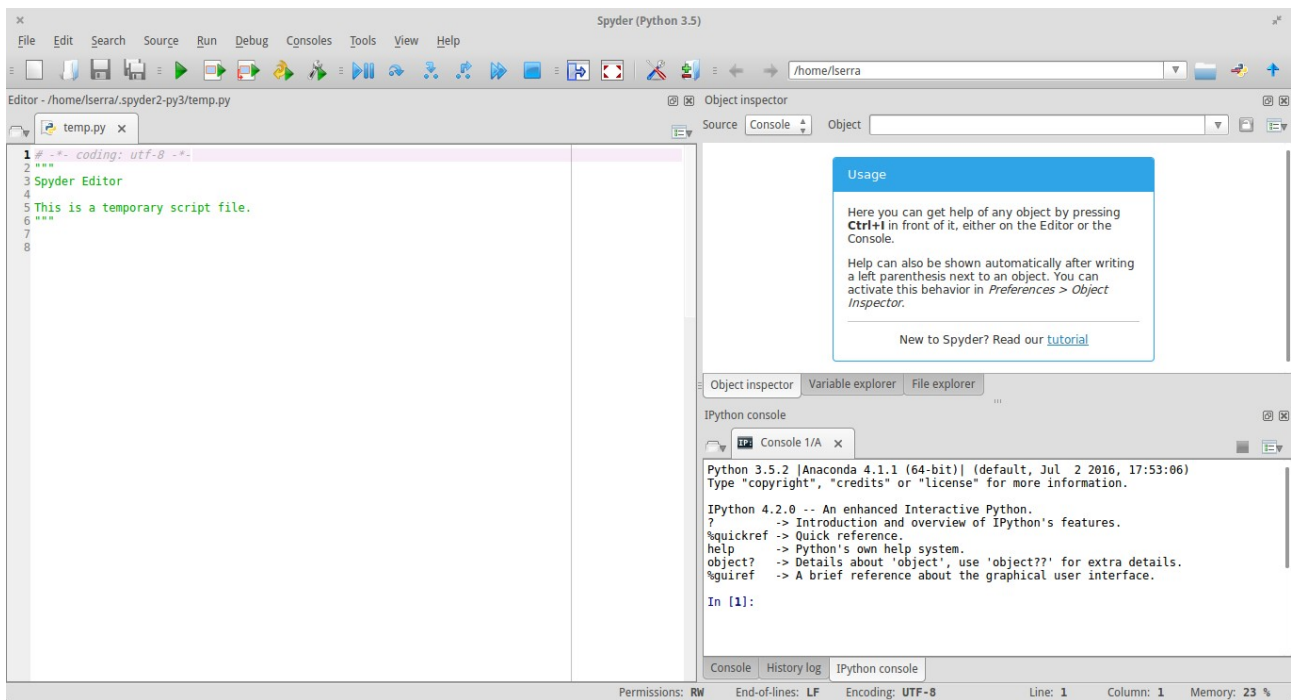 Spyder (Python 3.5)
File Edit Search Source Run Debug Consoles Tools View Help
/home/lserra
Editor - /home/lserra/.spyder2-py3/temp.py
temp.py
1 # -*- coding: utf-8 -*-
2 """
3 Spyder Editor
4
5 This is a temporary script file.
6 """
7
8
Object inspector
Source Console Object
Usage
Here you can get help of any object by pressing
Ctrl+I in front of it, either on the Editor or the
Console.
Help can also be shown automatically after writing
a left parenthesis next to an object. You can
activate this behavior in Preferences > Object
Inspector.
New to Spyder? Read our tutorial
Object inspector Variable explorer File explorer
IPython console
IP: Console 1/A
Python 3.5.2 |Anaconda 4.1.1 (64-bit)| (default, Jul  2 2016, 17:53:06)
Type "copyright", "credits" or "license" for more information.
IPython 4.2.0 -- An enhanced Interactive Python.
?         -> Introduction and overview of IPython's features.
%quickref -> Quick reference.
help      -> Python's own help system.
object?   -> Details about 'object', use 'object??' for extra details.
%guiref   -> A brief reference about the graphical user interface.
In [1]:
Console History log IPython console
Permissions: RW End-of-lines: LF Encoding: UTF-8 Line: 1 Column: 1 Memory: 23 %